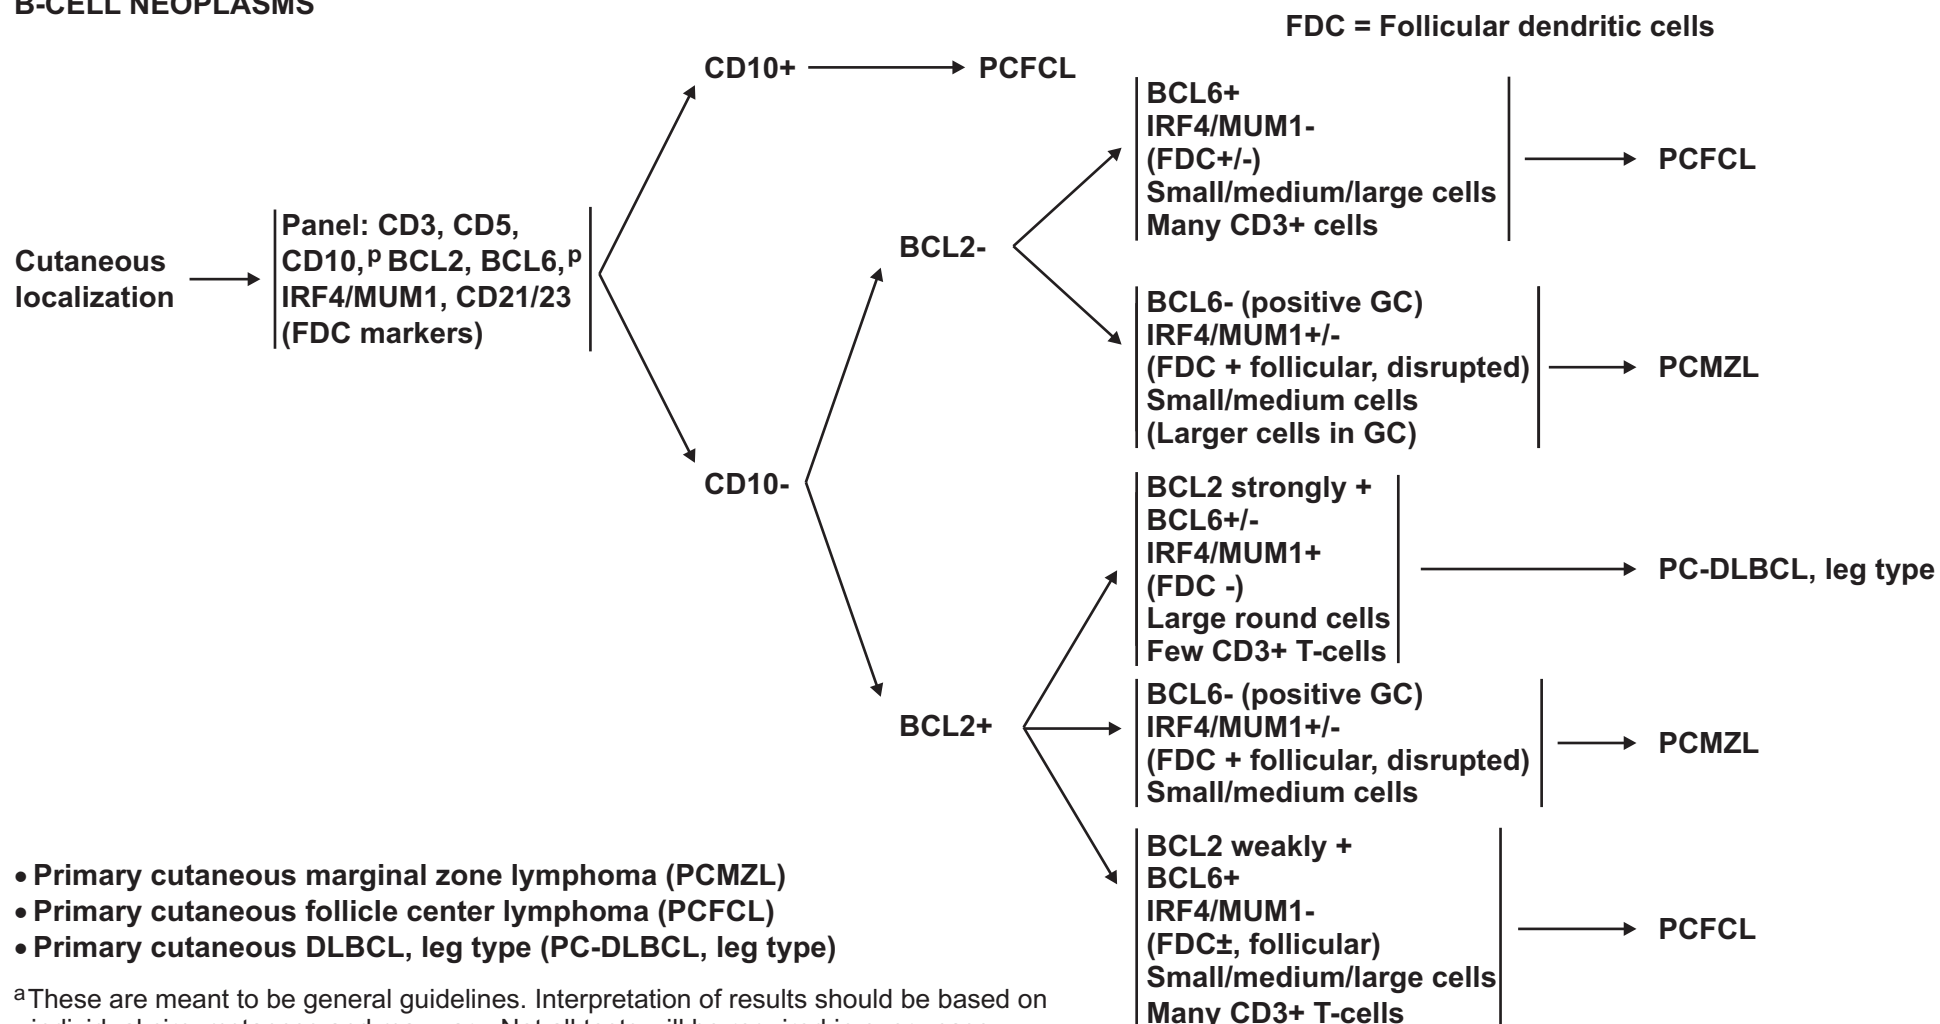 B-CELL NEOPLASMS
FDC = Follicular dendritic cells
Cutaneous
localization
Panel: CD3, CD5,
CD10,p BCL2, BCL6,p
IRF4/MUM1, CD21/23
(FDC markers)
CD10+
PCFCL
CD10-
BCL2-
BCL6+
IRF4/MUM1-
(FDC+/-)
Small/medium/large cells
Many CD3+ cells
PCFCL
BCL6- (positive GC)
IRF4/MUM1+/-
(FDC + follicular, disrupted)
Small/medium cells
(Larger cells in GC)
PCMZL
BCL2+
BCL2 strongly +
BCL6+/-
IRF4/MUM1+
(FDC -)
Large round cells
Few CD3+ T-cells
PC-DLBCL, leg type
BCL6- (positive GC)
IRF4/MUM1+/-
(FDC + follicular, disrupted)
Small/medium cells
PCMZL
BCL2 weakly +
BCL6+
IRF4/MUM1-
(FDC±, follicular)
Small/medium/large cells
Many CD3+ T-cells
PCFCL
• Primary cutaneous marginal zone lymphoma (PCMZL)
• Primary cutaneous follicle center lymphoma (PCFCL)
• Primary cutaneous DLBCL, leg type (PC-DLBCL, leg type)
a These are meant to be general guidelines. Interpretation of results should be based on